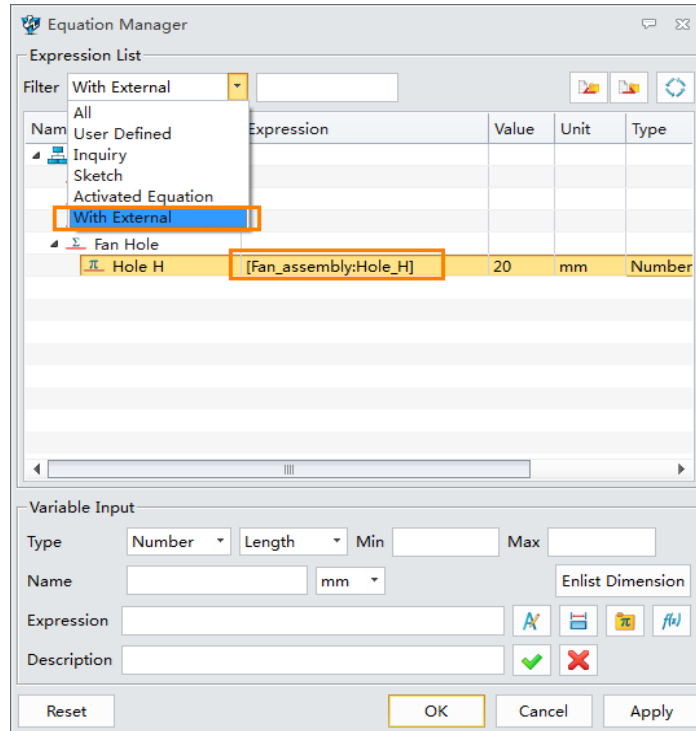 Equation Manager
Expression List
Filter With External
All
User Defined
Inquiry
Sketch
Activated Equation
With External
Nam Expression Value Unit Type
Σ Fan Hole
π Hole H [Fan_assembly:Hole_H] 20 mm Number
Variable Input
Type Number Length Min Max
Name mm Enlist Dimension
Expression π f(x)
Description
Reset OK Cancel Apply